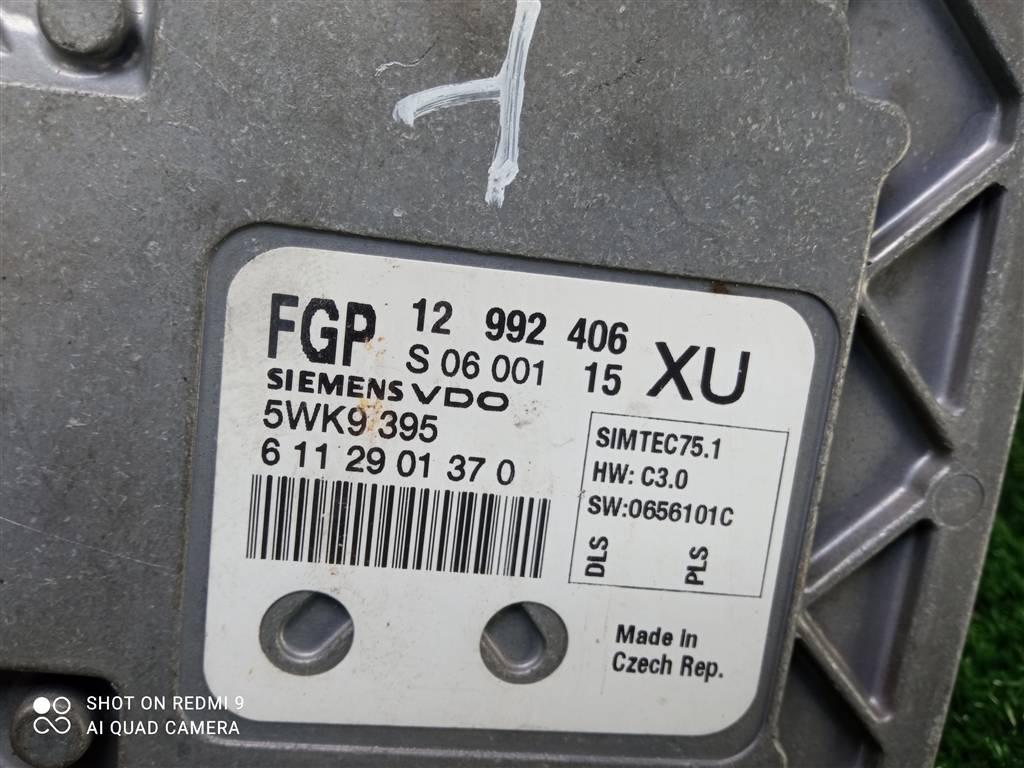 FGP 12 992 406 XU
S 06 001 15
SIEMENS VDO
5WK9 395
6 11 29 01 37 0
SIMTEC75.1
HW: C3.0
SW:0656101C
DLS PLS
Made In
Czech Rep.
SHOT ON REDMI 9
AI QUAD CAMERA